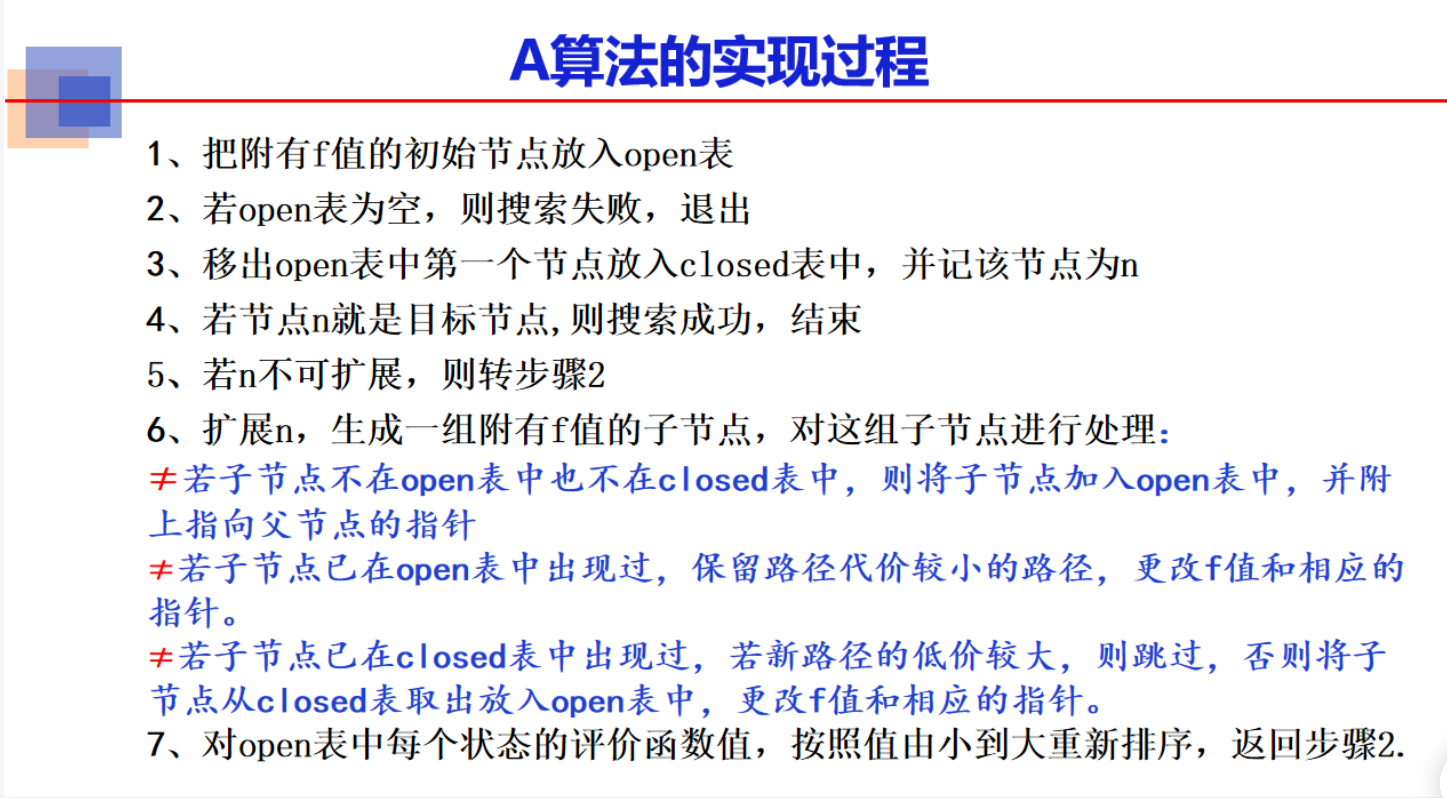 A算法的实现过程
1、把附有f值的初始节点放入open表
2、若open表为空，则搜索失败，退出
3、移出open表中第一个节点放入closed表中，并记该节点为n
4、若节点n就是目标节点,则搜索成功，结束
5、若n不可扩展，则转步骤2
6、扩展n，生成一组附有f值的子节点，对这组子节点进行处理：
≠若子节点不在open表中也不在closed表中，则将子节点加入open表中，并附
上指向父节点的指针
≠若子节点已在open表中出现过，保留路径代价较小的路径，更改f值和相应的
指针。
≠若子节点已在closed表中出现过，若新路径的低价较大，则跳过，否则将子
节点从closed表取出放入open表中，更改f值和相应的指针。
7、对open表中每个状态的评价函数值，按照值由小到大重新排序，返回步骤2.